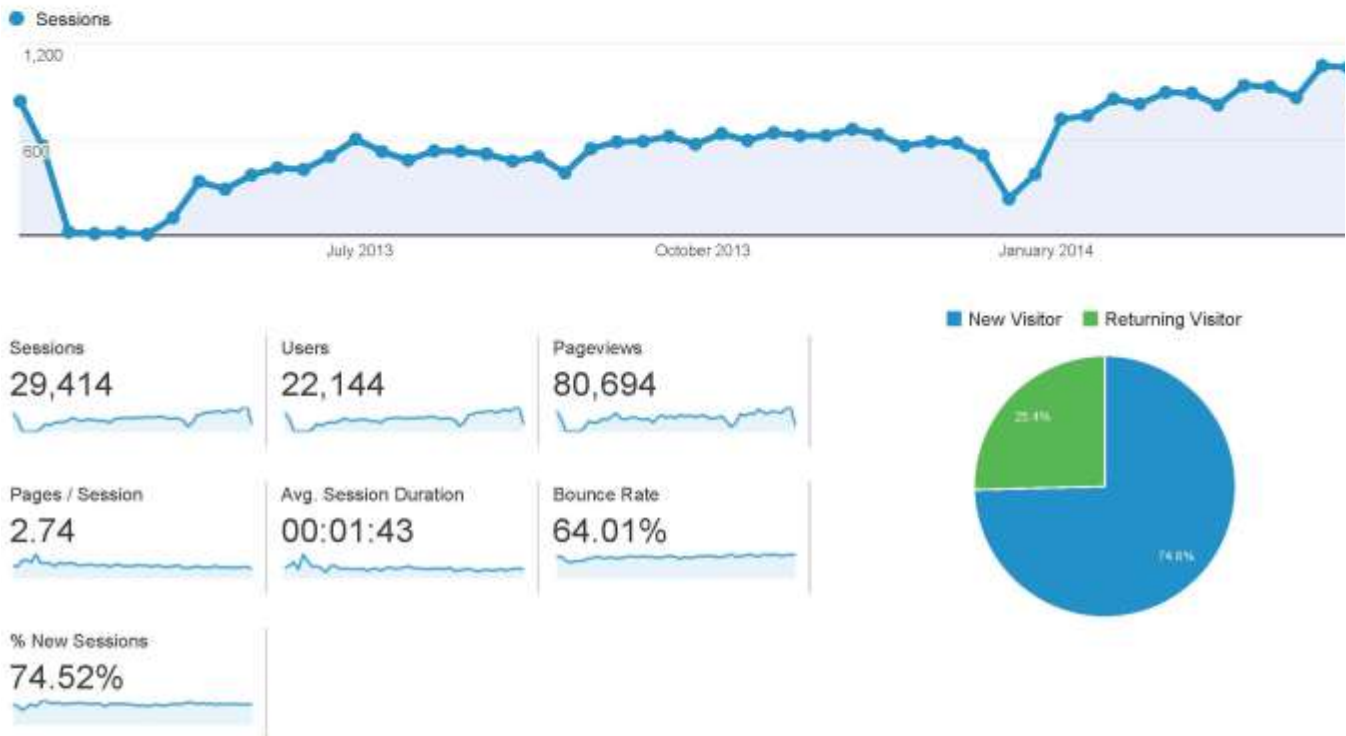 Sessions
1,200
600
July 2013
October 2013
January 2014
New Visitor Returning Visitor
Sessions
29,414
Users
22,144
Pageviews
80,694
25.4%
74.6%
Pages / Session
2.74
Avg. Session Duration
00:01:43
Bounce Rate
64.01%
% New Sessions
74.52%